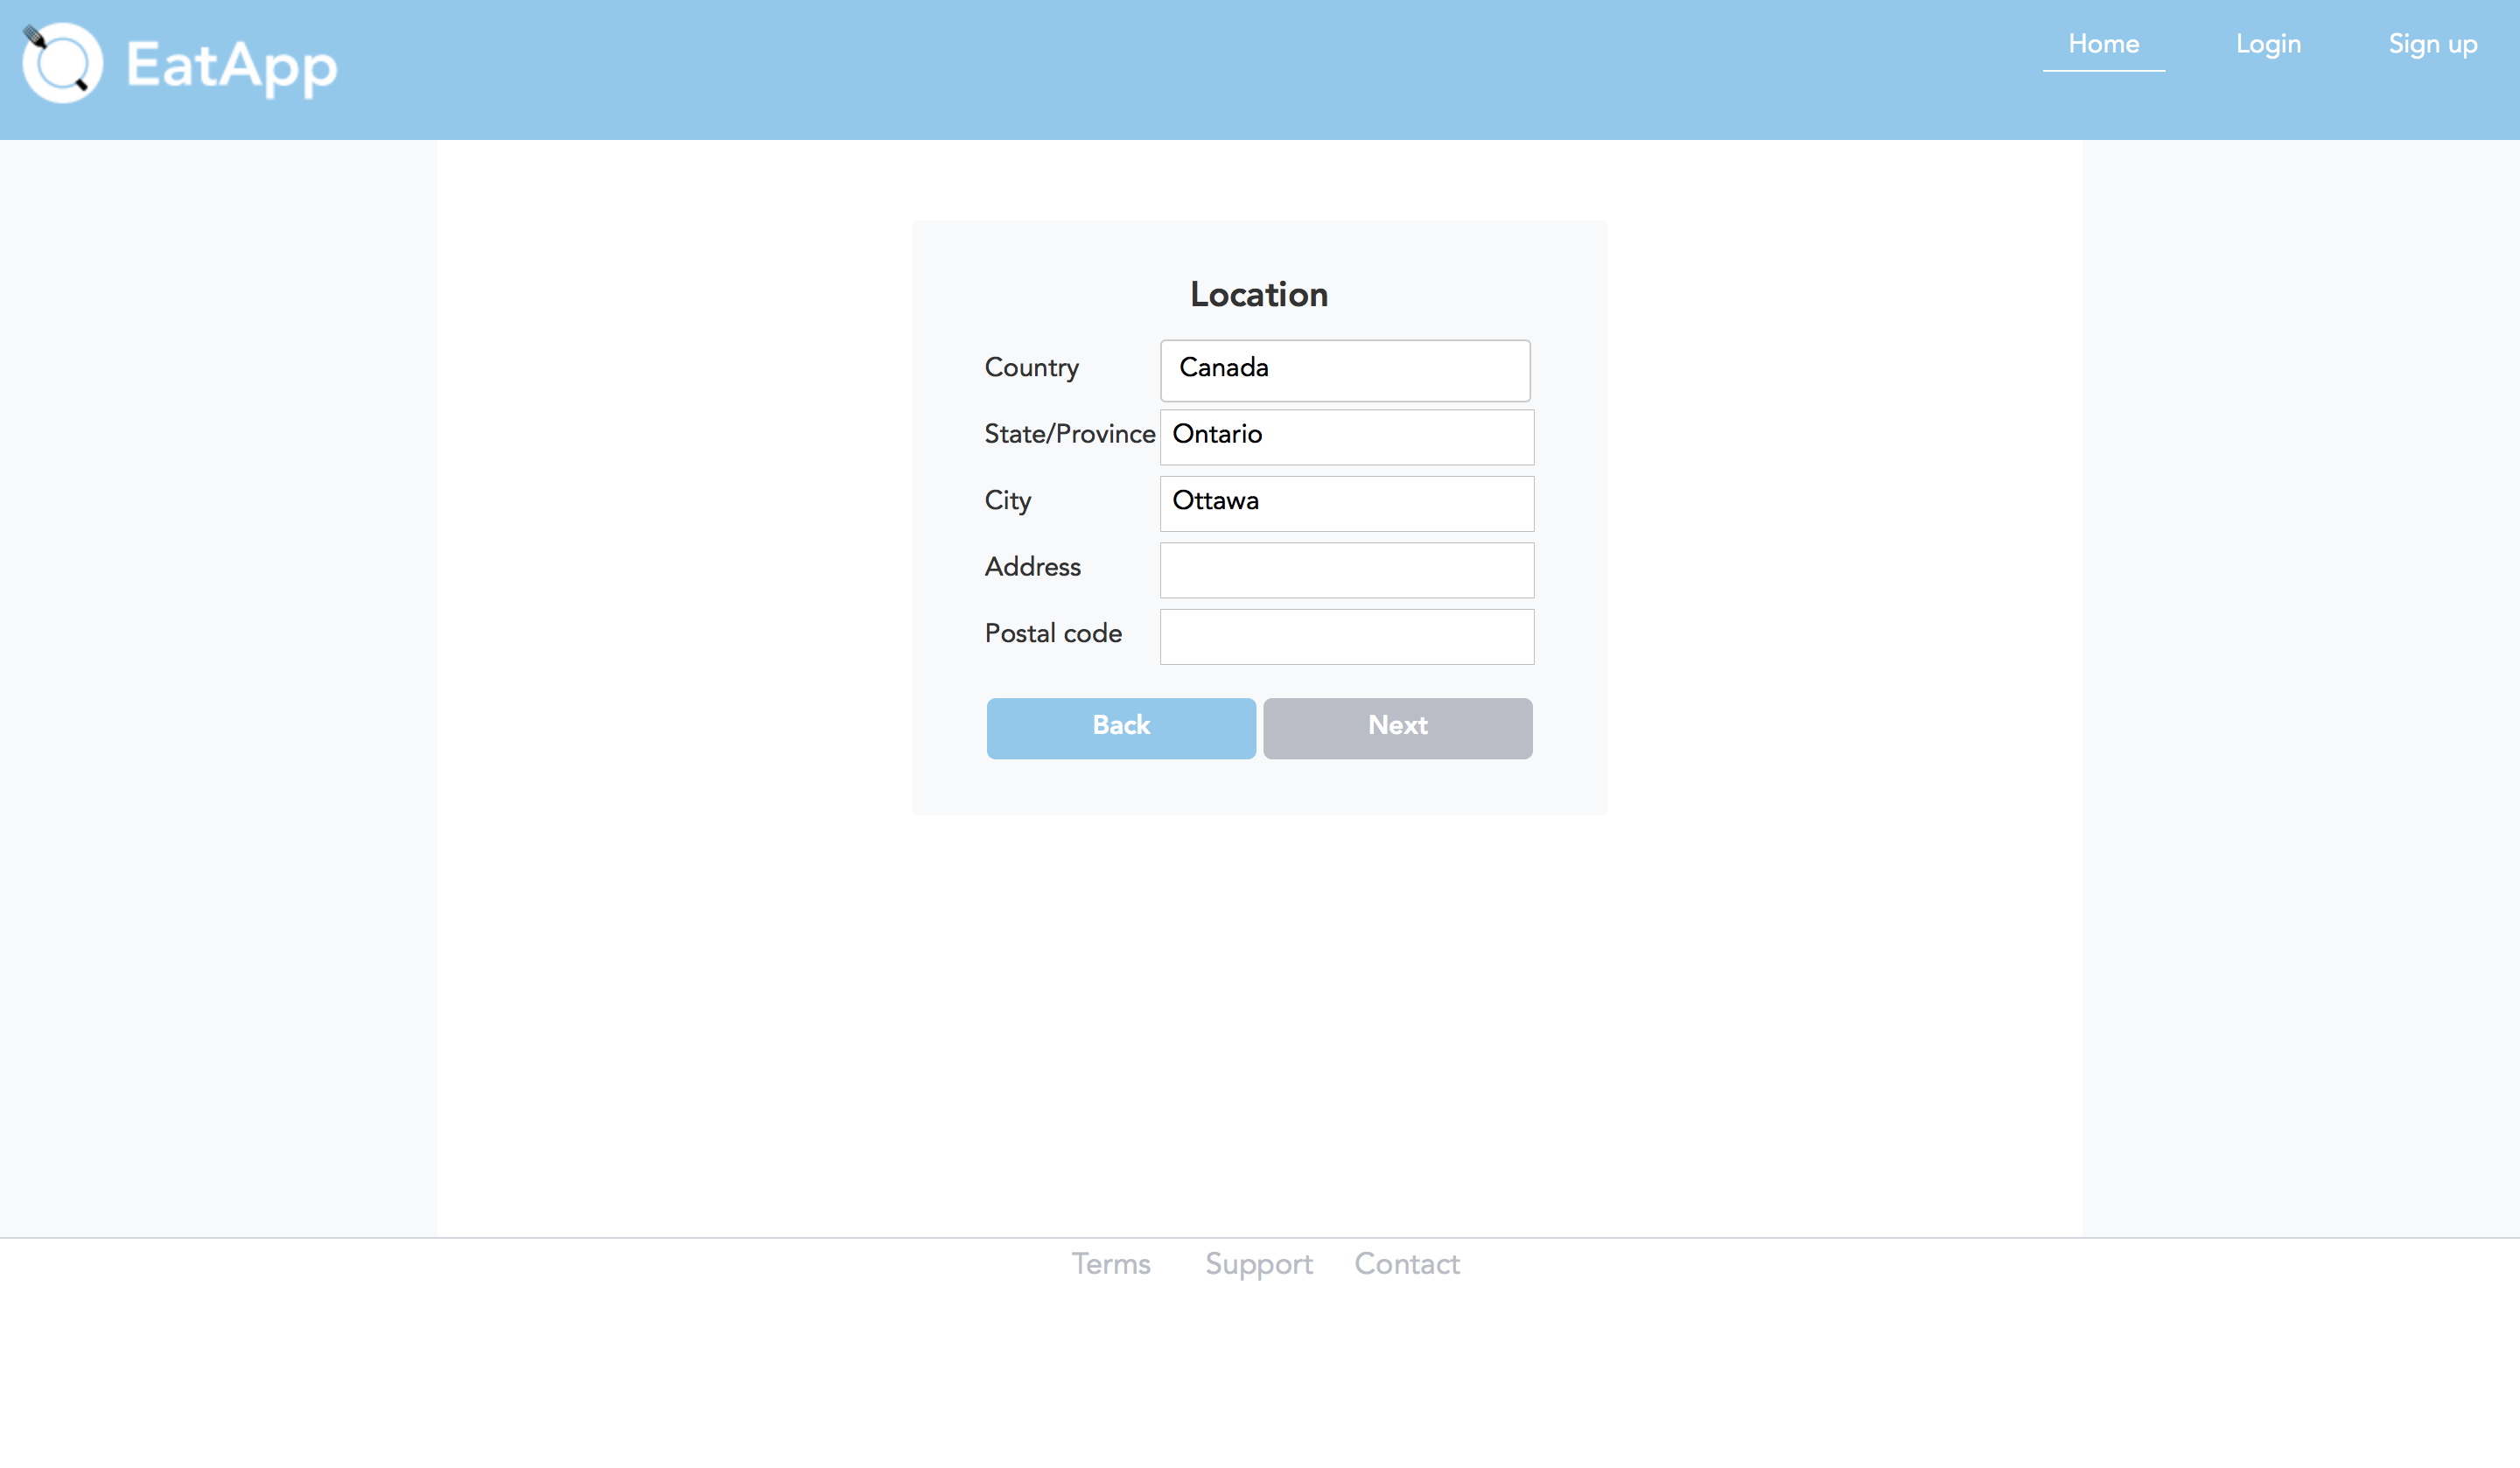 EatApp
Home Login Sign up
Location
Country Canada
State/Province Ontario
City Ottawa
Address
Postal code
Back Next
Terms Support Contact